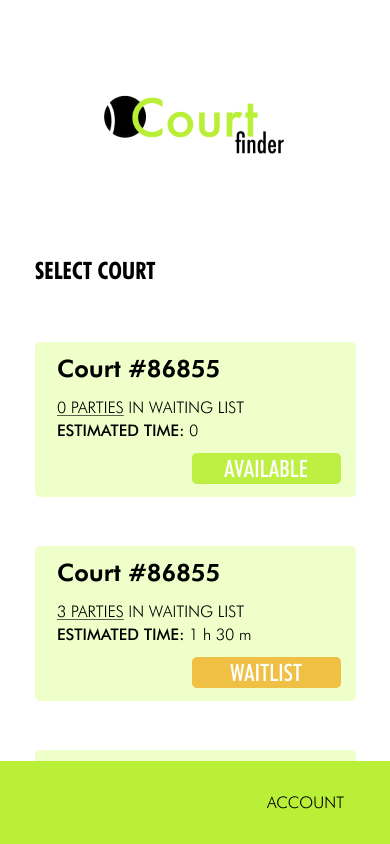 Court
finder
SELECT COURT
Court #86855
0 PARTIES IN WAITING LIST
ESTIMATED TIME: 0
AVAILABLE
Court #86855
3 PARTIES IN WAITING LIST
ESTIMATED TIME: 1 h 30 m
WAITLIST
ACCOUNT